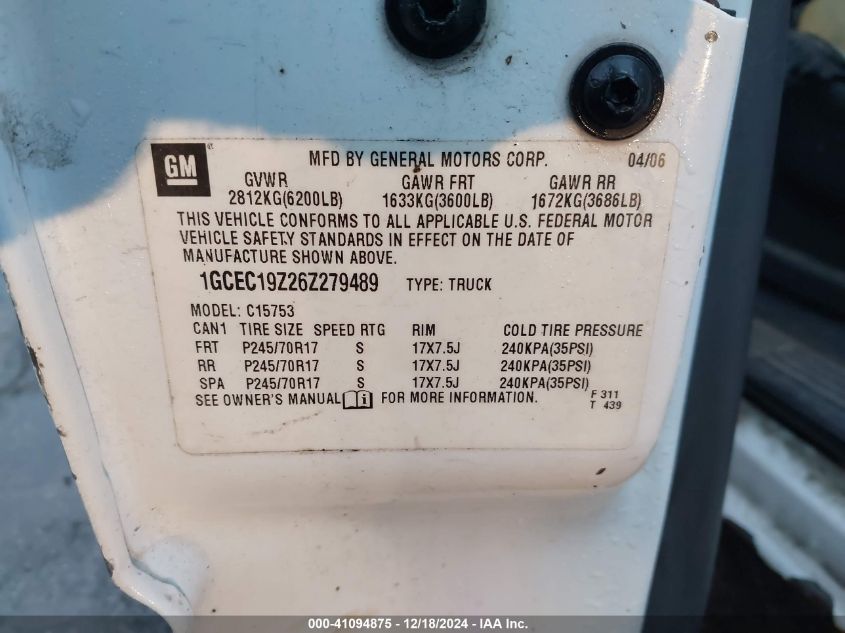 GM
MFD BY GENERAL MOTORS CORP. 04/06
GVWR GAWR FRT GAWR RR
2812KG(6200LB) 1633KG(3600LB) 1672KG(3686LB)
THIS VEHICLE CONFORMS TO ALL APPLICABLE U.S. FEDERAL MOTOR
VEHICLE SAFETY STANDARDS IN EFFECT ON THE DATE OF
MANUFACTURE SHOWN ABOVE.
1GCEC19Z26Z279489 TYPE: TRUCK
MODEL: C15753
CAN1 TIRE SIZE SPEED RTG RIM COLD TIRE PRESSURE
FRT P245/70R17 S 17X7.5J 240KPA(35PSI)
RR P245/70R17 S 17X7.5J 240KPA(35PSI)
SPA P245/70R17 S 17X7.5J 240KPA(35PSI)
SEE OWNER'S MANUAL i FOR MORE INFORMATION. F 311
T 439
000-41094875 - 12/18/2024 - IAA Inc.